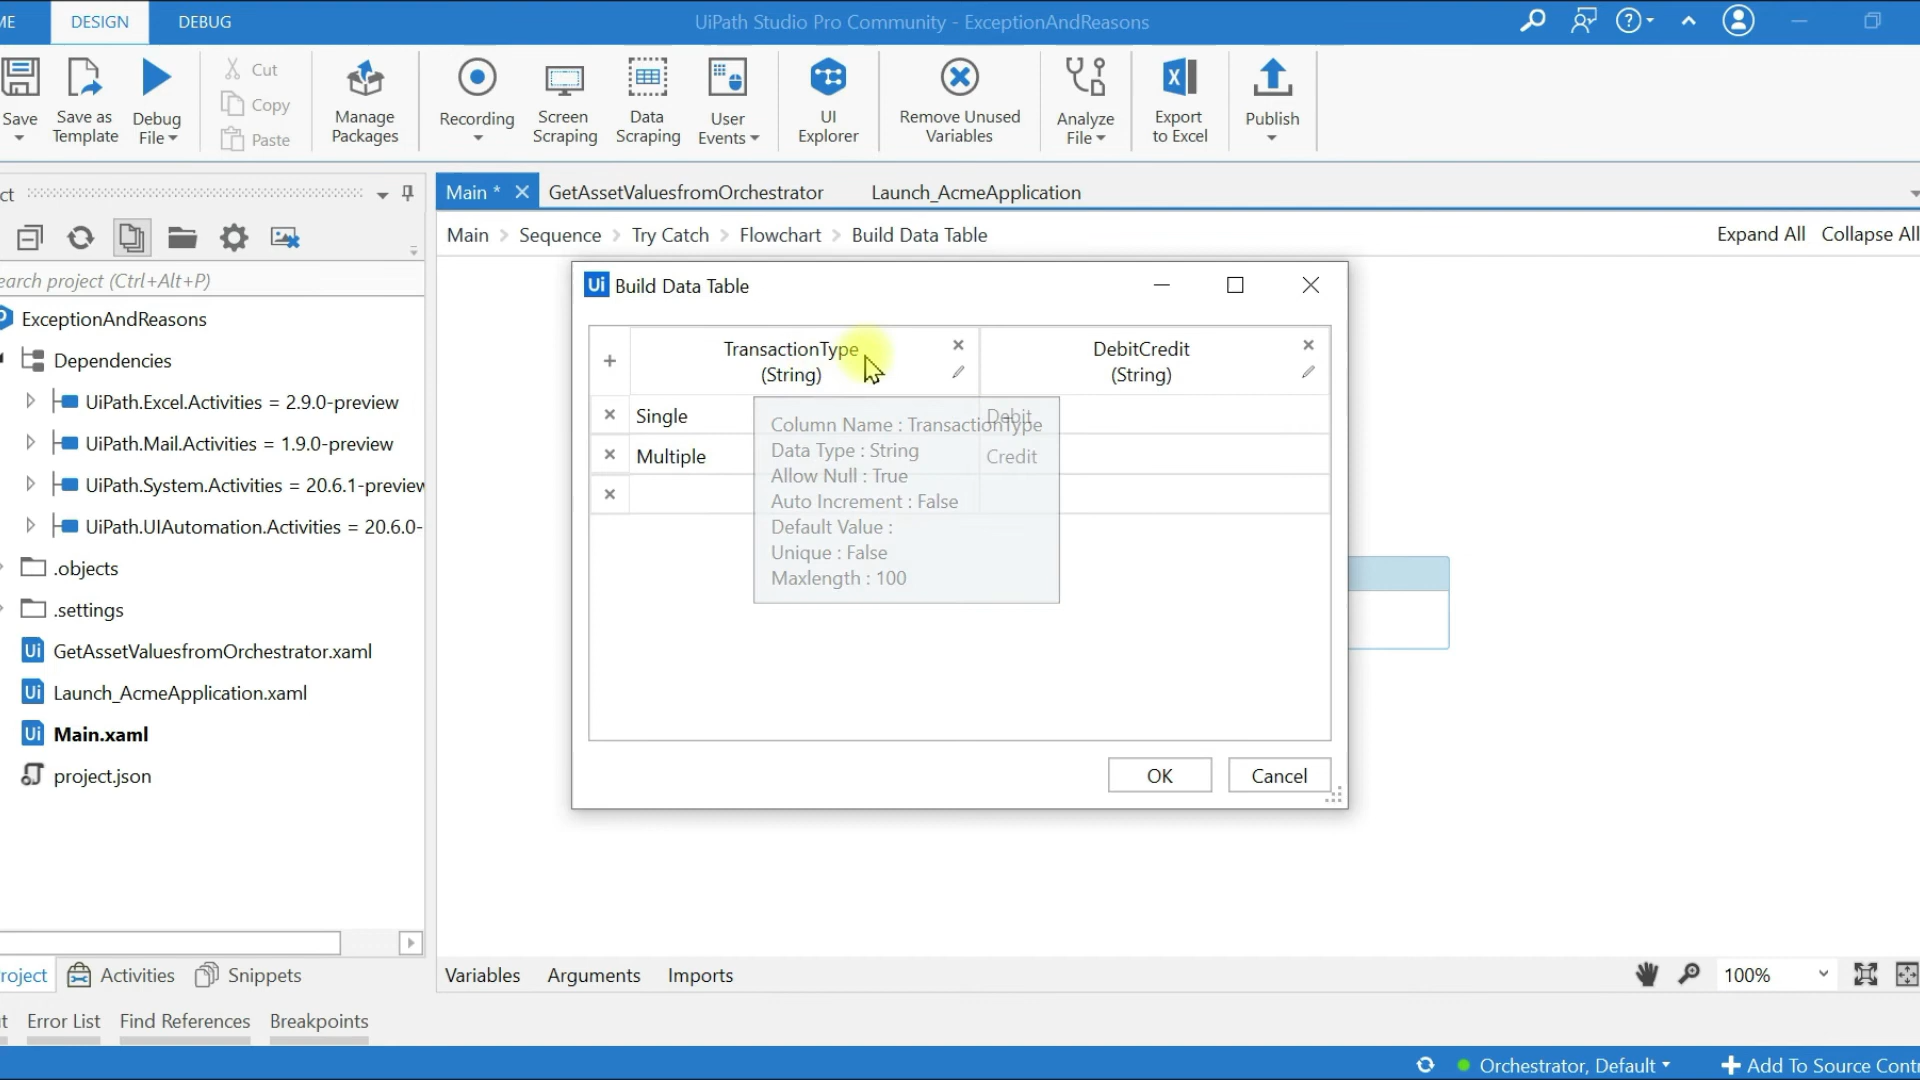 ME DESIGN DEBUG UiPath Studio Pro Community - ExceptionAndReasons
Save
Save as
Template
Debug
File
Cut
Copy
Paste
Manage
Packages
Recording
Screen
Scraping
Data
Scraping
User
Events
UI
Explorer
Remove Unused
Variables
Analyze
File
Export
to Excel
Publish
ct
Main * GetAssetValuesfromOrchestrator Launch_AcmeApplication
Main > Sequence > Try Catch > Flowchart > Build Data Table
Expand All Collapse All
earch project (Ctrl+Alt+P)
ExceptionAndReasons
Dependencies
UiPath.Excel.Activities = 2.9.0-preview
UiPath.Mail.Activities = 1.9.0-preview
UiPath.System.Activities = 20.6.1-preview
UiPath.UIAutomation.Activities = 20.6.0-
.objects
.settings
Ui GetAssetValuesfromOrchestrator.xaml
Ui Launch_AcmeApplication.xaml
Ui Main.xaml
project.json
Ui Build Data Table
TransactionType
(String)
DebitCredit
(String)
Single Debit
Multiple Credit
Column Name : TransactionType
Data Type : String
Allow Null : True
Auto Increment : False
Default Value :
Unique : False
Maxlength : 100
OK Cancel
roject Activities Snippets
Variables Arguments Imports
100%
t Error List Find References Breakpoints
Orchestrator, Default
Add To Source Contr